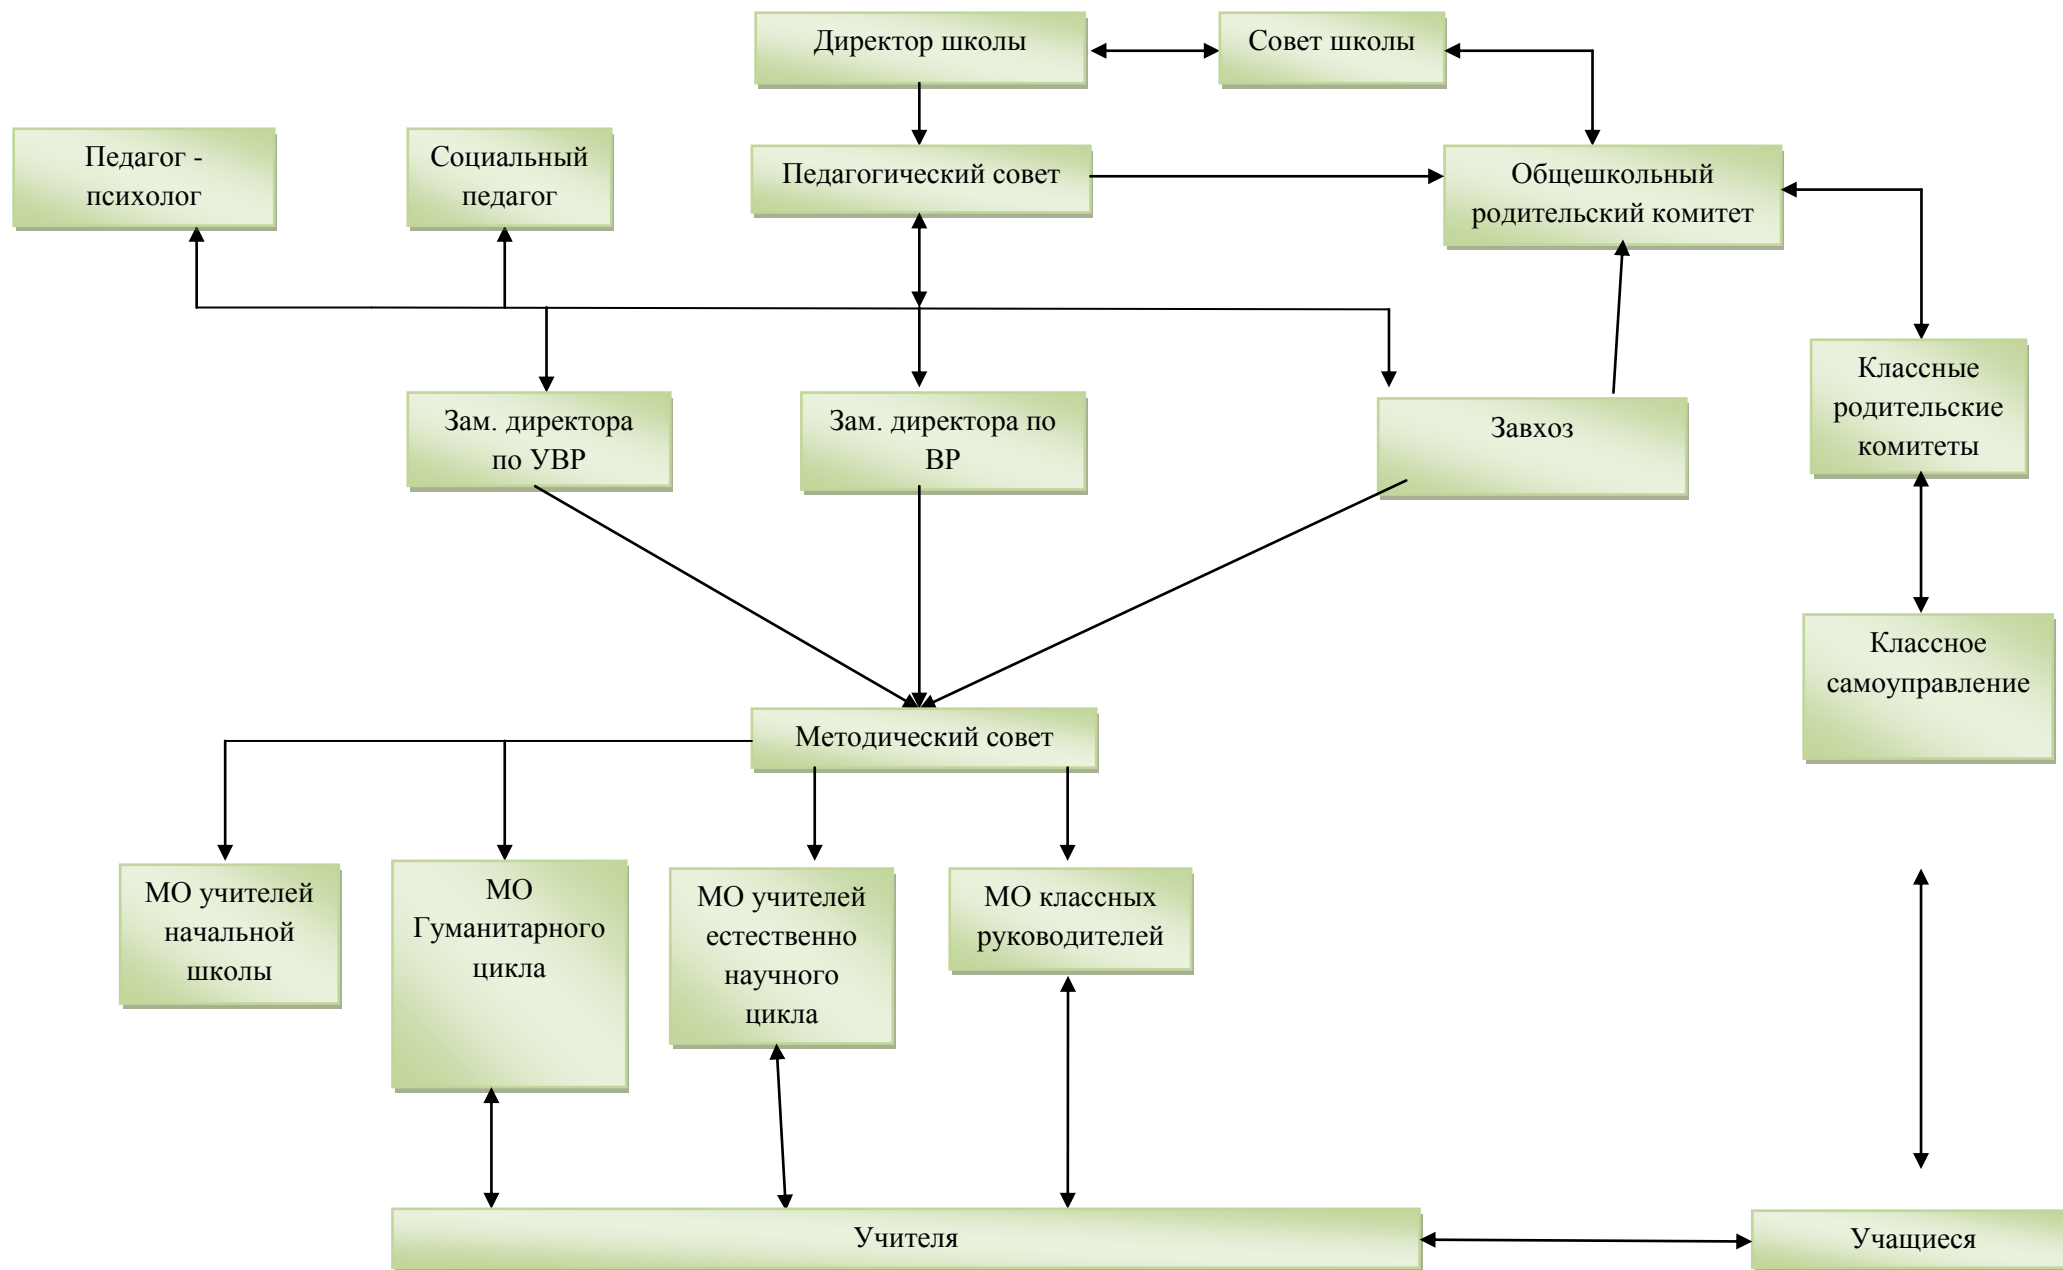 Директор школы
Совет школы
Педагог -
психолог
Социальный
педагог
Педагогический совет
Общешкольный
родительский комитет
Зам. директора
по УВР
Зам. директора по
ВР
Завхоз
Классные
родительские
комитеты
Классное
самоуправление
Методический совет
МО учителей
начальной
школы
МО
Гуманитарного
цикла
МО учителей
естественно
научного
цикла
МО классных
руководителей
Учителя
Учащиеся